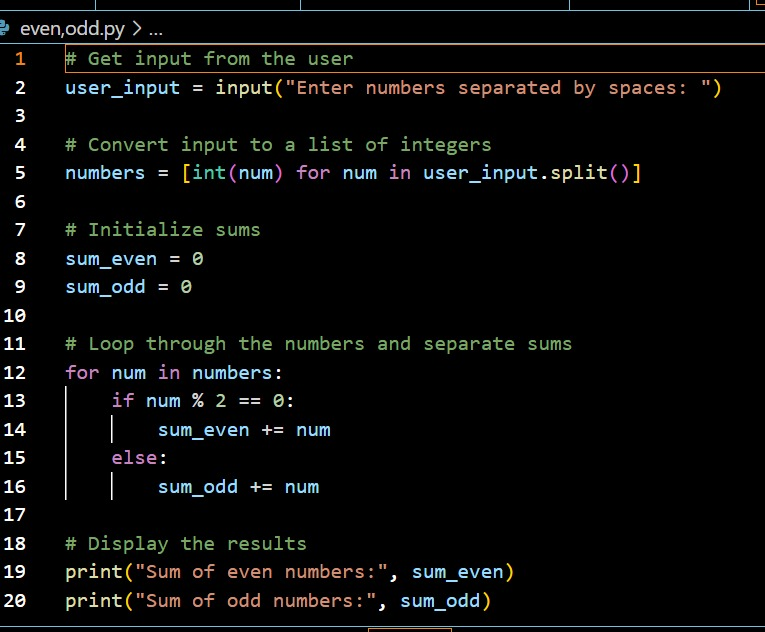 even,odd.py > ...
1 # Get input from the user
2 user_input = input("Enter numbers separated by spaces: ")
3
4 # Convert input to a list of integers
5 numbers = [int(num) for num in user_input.split()]
6
7 # Initialize sums
8 sum_even = 0
9 sum_odd = 0
10
11 # Loop through the numbers and separate sums
12 for num in numbers:
13     if num % 2 == 0:
14         sum_even += num
15     else:
16         sum_odd += num
17
18 # Display the results
19 print("Sum of even numbers:", sum_even)
20 print("Sum of odd numbers:", sum_odd)